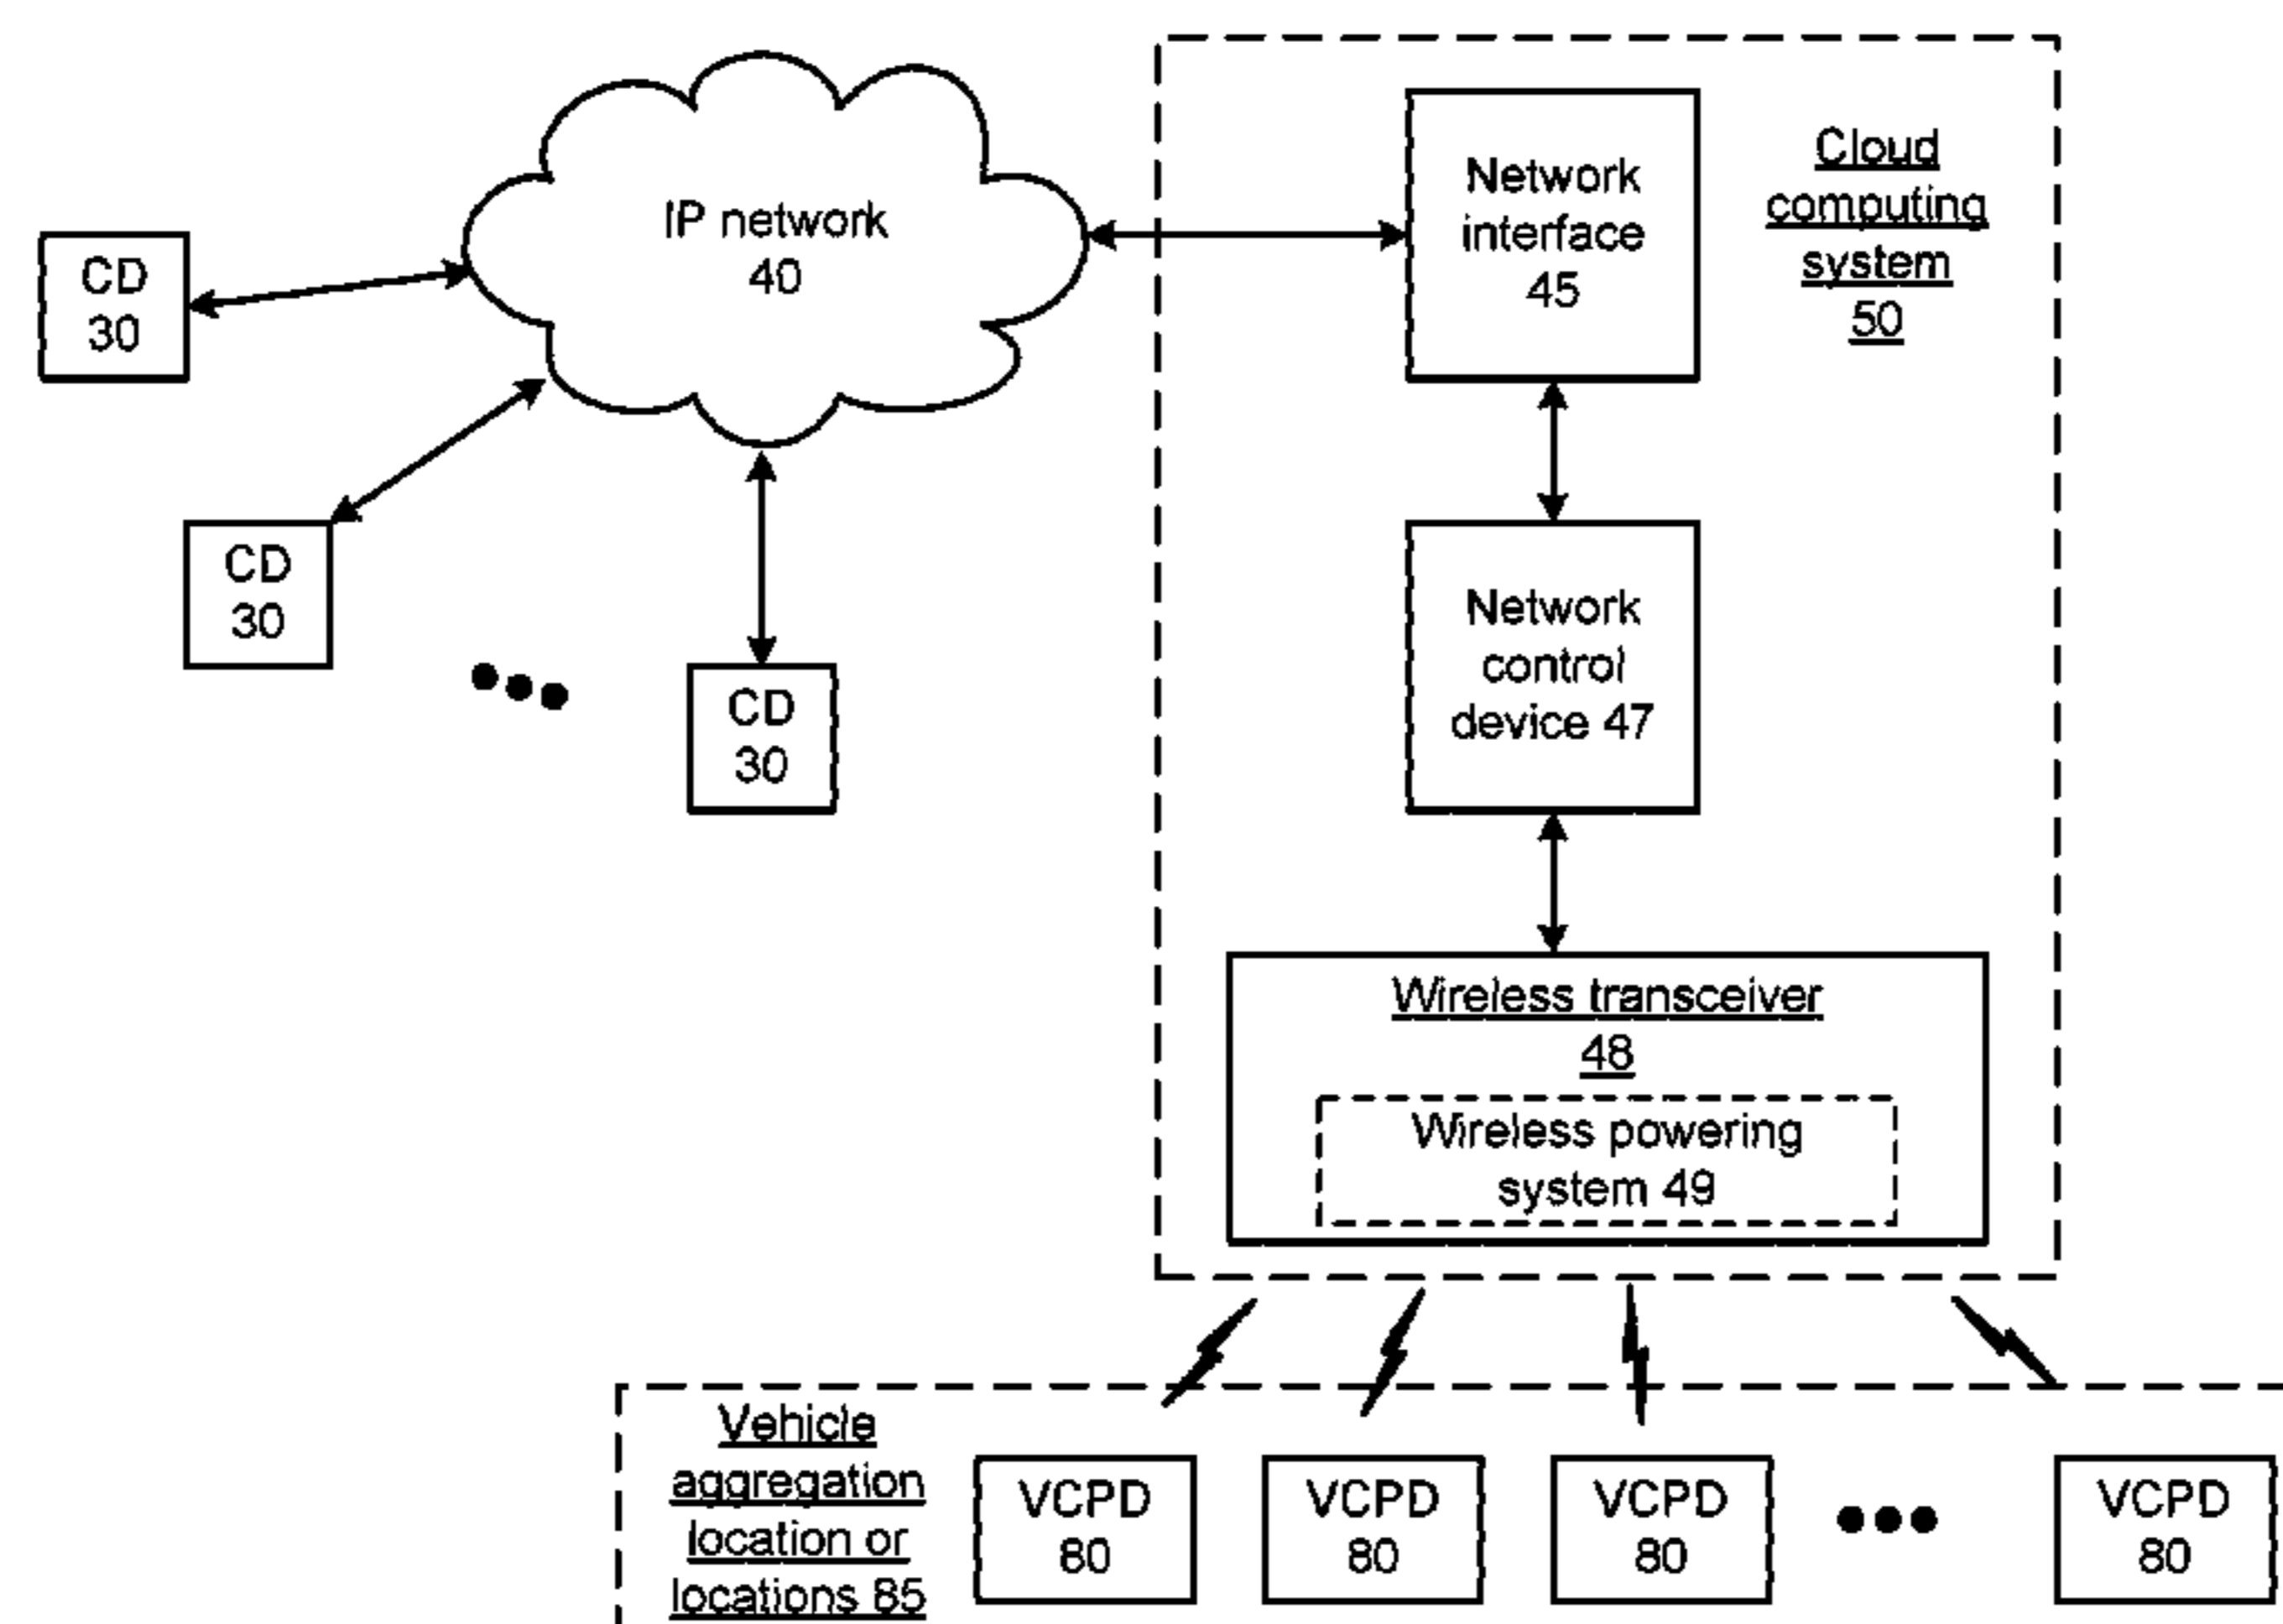 IP network
40
CD
30
CD
30
CD
30
Network
interface
45
Cloud
computing
system
50
Network
control
device 47
Wireless transceiver
48
Wireless powering
system 49
Vehicle
aggregation
location or
locations 85
VCPD
80
VCPD
80
VCPD
80
VCPD
80